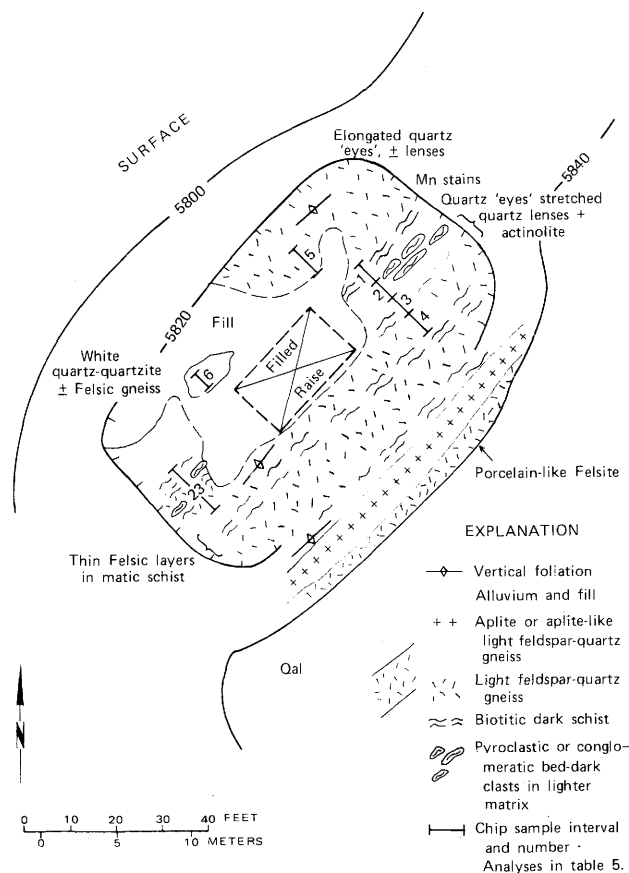 SURFACE
5800
5820
5840
Elongated quartz
'eyes', ± lenses
Mn stains
Quartz 'eyes' stretched
quartz lenses +
actinolite
5
1
2
3
4
Fill
Filled
Raise
6
White
quartz-quartzite
± Felsic gneiss
23
Porcelain-like Felsite
Thin Felsic layers
in matic schist
Qal
N
EXPLANATION
Vertical foliation
Alluvium and fill
Aplite or aplite-like
light feldspar-quartz
gneiss
Light feldspar-quartz
gneiss
Biotitic dark schist
Pyroclastic or conglo-
meratic bed-dark
clasts in lighter
matrix
Chip sample interval
and number ·
Analyses in table 5.
0 10 20 30 40 FEET
0 5 10 METERS